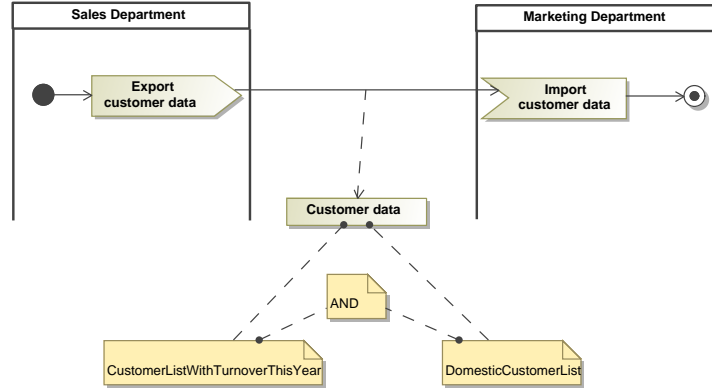 Sales Department
Marketing Department
Export
customer data
Import
customer data
Customer data
AND
CustomerListWithTurnoverThisYear
DomesticCustomerList